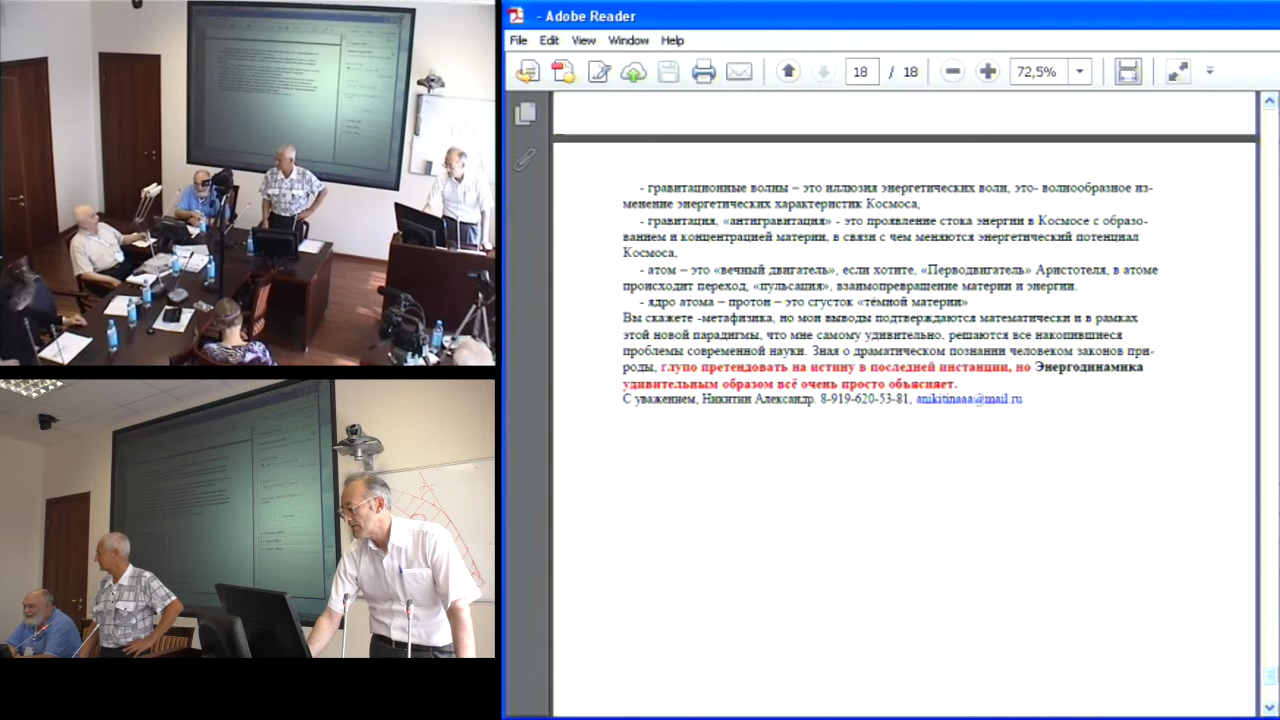 - Adobe Reader
File Edit View Window Help
18 / 18 72,5%
- гравитационные волны – это иллюзия энергетических волн, это- волнообразное из-
менение энергетических характеристик Космоса,
- гравитация, «антигравитация» - это проявление стока энергии в Космосе с образо-
ванием и концентрацией материи, в связи с чем меняются энергетический потенциал
Космоса,
- атом – это «вечный двигатель», если хотите, «Перводвигатель» Аристотеля, в атоме
происходит переход, «пульсация», взаимопревращение материи и энергии.
- ядро атома – протон – это сгусток «тёмной материи»
Вы скажете -метафизика, но мои выводы подтверждаются математически и в рамках
этой новой парадигмы, что мне самому удивительно, решаются все накопившиеся
проблемы современной науки. Зная о драматическом познании человеком законов при-
роды, глупо претендовать на истину в последней инстанции, но Энергодинамика
удивительным образом всё очень просто объясняет.
С уважением, Никитин Александр. 8-919-620-53-81, anikitinaaa@mail.ru